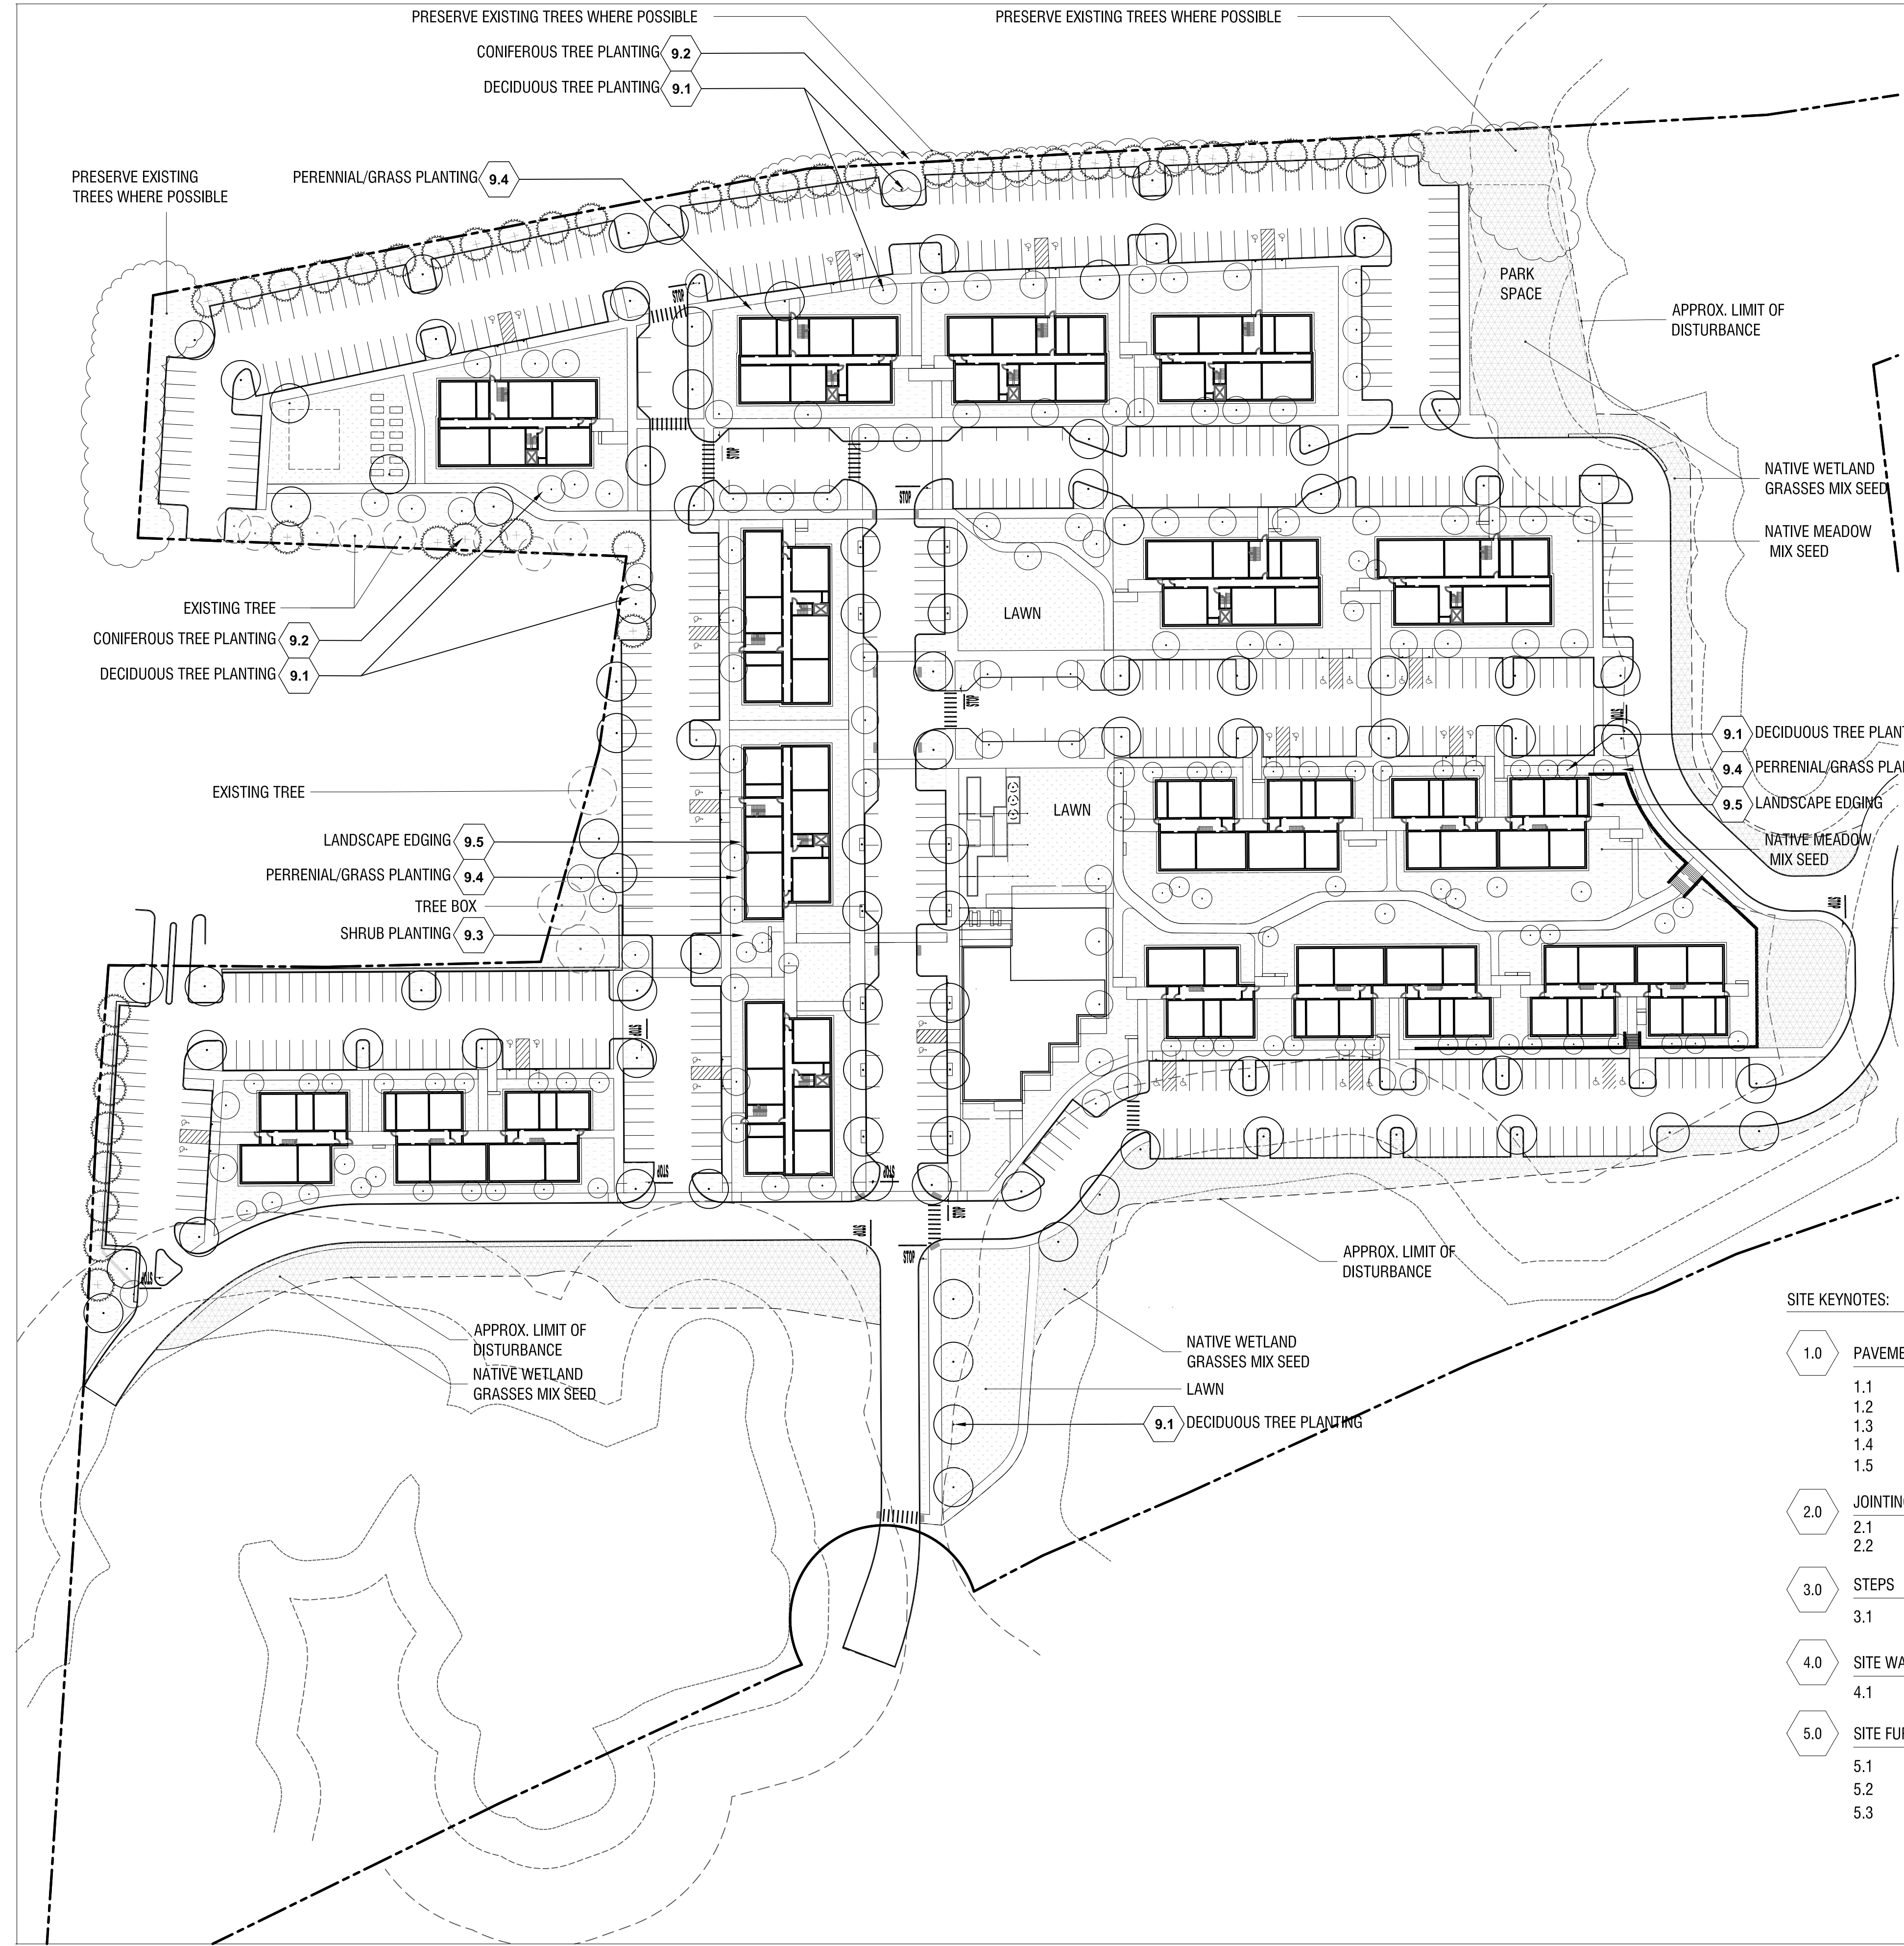 PRESERVE EXISTING TREES WHERE POSSIBLE
PRESERVE EXISTING TREES WHERE POSSIBLE
CONIFEROUS TREE PLANTING 9.2
DECIDUOUS TREE PLANTING 9.1
PRESERVE EXISTING
TREES WHERE POSSIBLE
PERENNIAL/GRASS PLANTING 9.4
PARK
SPACE
APPROX. LIMIT OF
DISTURBANCE
STOP
STOP
STOP
NATIVE WETLAND
GRASSES MIX SEED
NATIVE MEADOW
MIX SEED
EXISTING TREE
CONIFEROUS TREE PLANTING 9.2
DECIDUOUS TREE PLANTING 9.1
LAWN
STOP
STOP
9.1 DECIDUOUS TREE PLANT
9.4 PERRENIAL/GRASS PLA
9.5 LANDSCAPE EDGING
NATIVE MEADOW
MIX SEED
EXISTING TREE
LAWN
LANDSCAPE EDGING 9.5
PERRENIAL/GRASS PLANTING 9.4
TREE BOX
SHRUB PLANTING 9.3
STOP
STOP
STOP
STOP
STOP
STOP
STOP
STOP
APPROX. LIMIT OF
DISTURBANCE
APPROX. LIMIT OF
DISTURBANCE
NATIVE WETLAND
GRASSES MIX SEED
NATIVE WETLAND
GRASSES MIX SEED
LAWN
9.1 DECIDUOUS TREE PLANTING
SITE KEYNOTES:
1.0 PAVEME
1.1
1.2
1.3
1.4
1.5
2.0 JOINTING
2.1
2.2
3.0 STEPS
3.1
4.0 SITE WA
4.1
5.0 SITE FUR
5.1
5.2
5.3